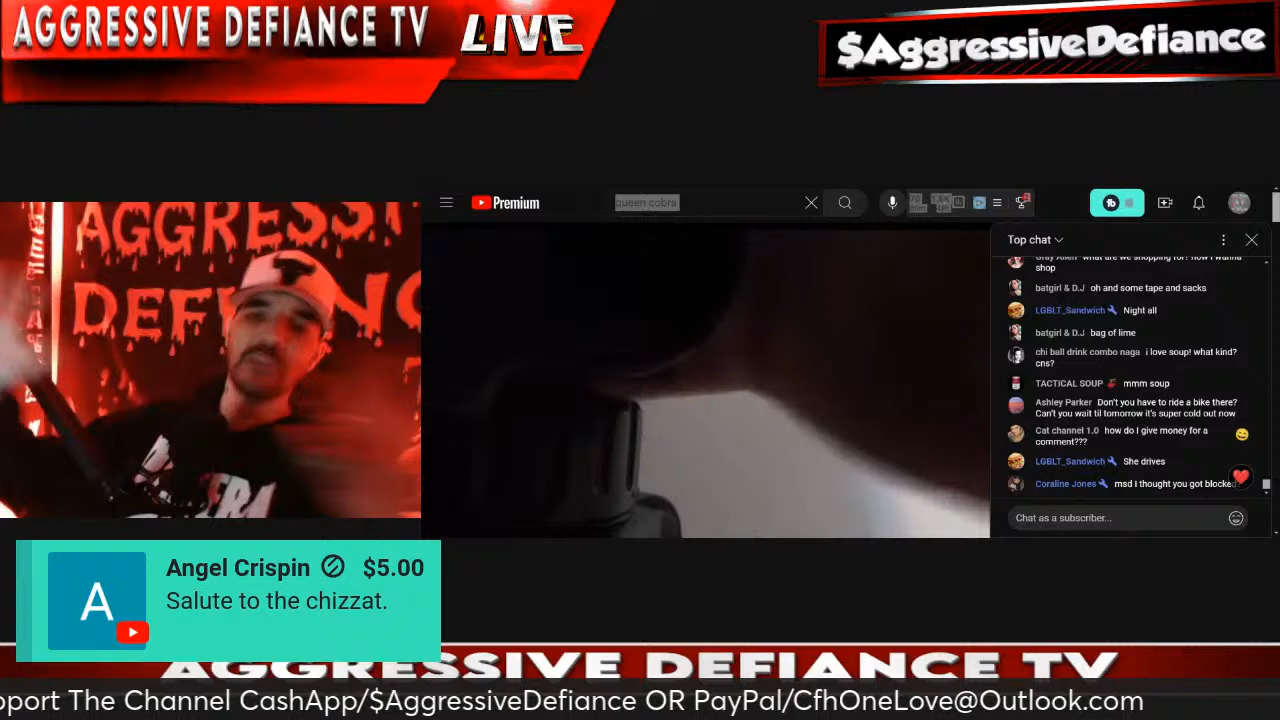 AGGRESSIVE DEFIANCE TV LIVE
$AggressiveDefiance
Premium
queen cobra
AGGRESSI
DEF
Top chat
Gray Allen what are we shopping for? now I wanna
shop
batgirl & D.J oh and some tape and sacks
LGBLT_Sandwich Night all
batgirl & D.J bag of lime
chi ball drink combo naga i love soup! what kind?
cns?
TACTICAL SOUP mmm soup
Ashley Parker Don't you have to ride a bike there?
Can't you wait til tomorrow it's super cold out now
Cat channel 1.0 how do I give money for a
comment???
LGBLT_Sandwich She drives
Coraline Jones msd I thought you got blocked
Chat as a subscriber...
A
Angel Crispin $5.00
Salute to the chizzat.
AGGRESSIVE DEFIANCE TV
pport The Channel CashApp/$AggressiveDefiance OR PayPal/CfhOneLove@Outlook.com